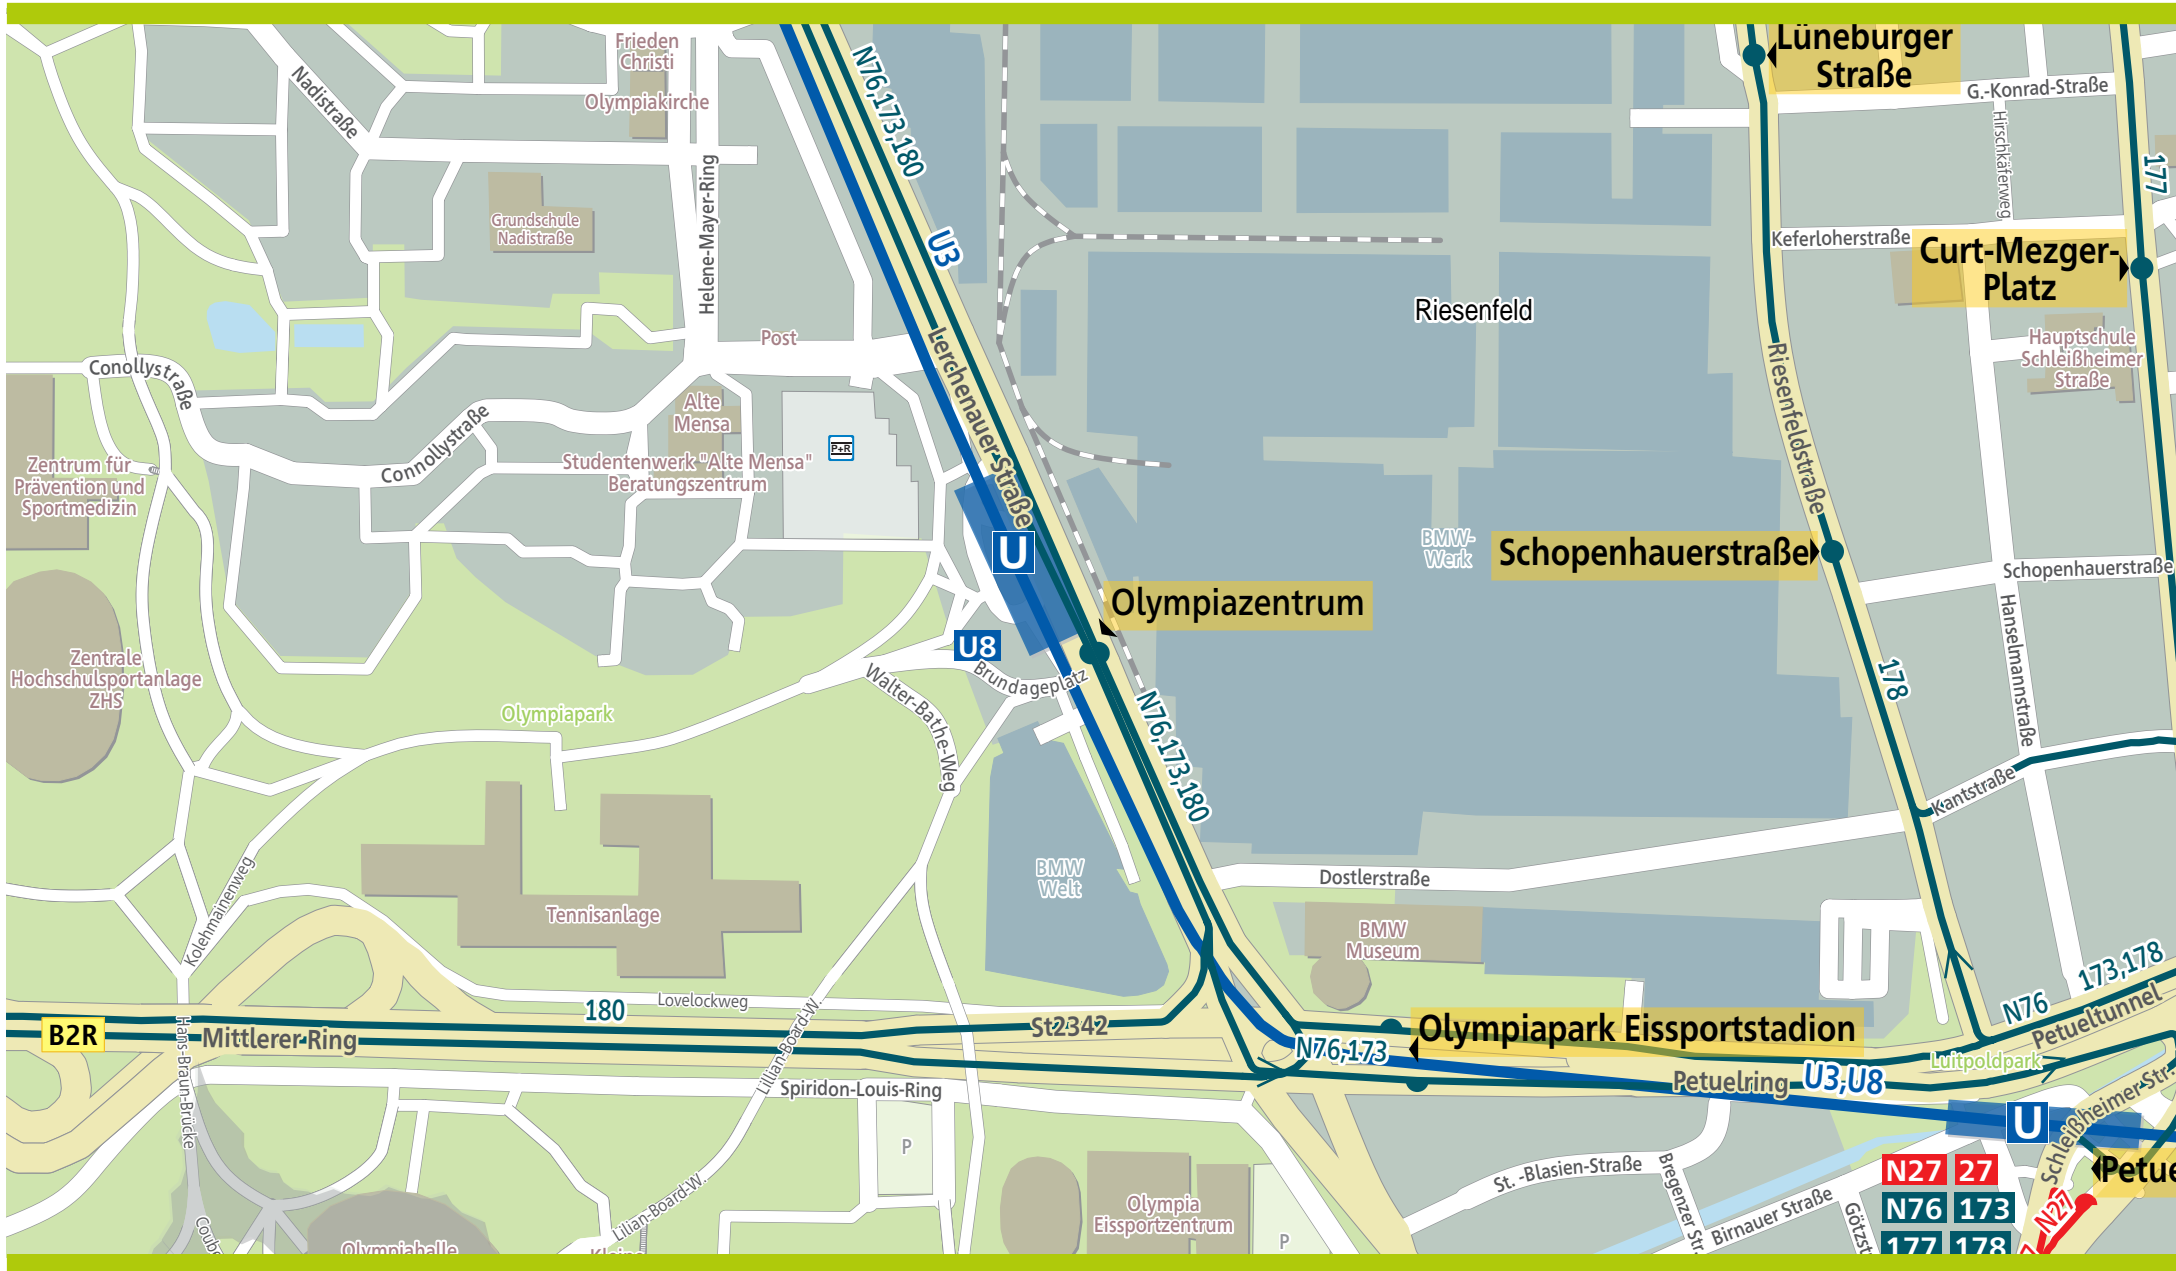 Lüneburger
Straße
G.-Konrad-Straße
Hirschkäferweg
177
Keferloherstraße
Curt-Mezger-
Platz
Hauptschule
Schleißheimer
Straße
Frieden
Christi
Olympiakirche
Nadistraße
Grundschule
Nadistraße
Helene-Mayer-Ring
N76,173,180
U3
Post
Riesenfeld
Riesenfeldstraße
Conollystraße
Connollystraße
Alte
Mensa
Studentenwerk "Alte Mensa"
Beratungszentrum
P+R
Lerchenauer Straße
U
Zentrum für
Prävention und
Sportmedizin
BMW-
Werk
Schopenhauerstraße
Schopenhauerstraße
Hanselmannstraße
178
Olympiazentrum
U8
Brundageplatz
Walter-Bathe-Weg
Zentrale
Hochschulsportanlage
ZHS
Olympiapark
N76,173,180
Kantstraße
Dostlerstraße
BMW
Welt
BMW
Museum
Tennisanlage
Kolehmainenweg
Lovelockweg
180
B2R
Mittlerer-Ring
St2342
Lillian-Board-W.
Hans-Braun-Brücke
Spiridon-Louis-Ring
N76,173
Olympiapark Eissportstadion
Petuelring
U3,U8
Luitpoldpark
N76
173,178
Petueltunnel
Schleißheimer Str.
U
Petue
N27 27
N76 173
177 178
N27
7
St.-Blasien-Straße
Bregenzer Str.
Birnauer Straße
Götzst
P
Olympia
Eissportzentrum
P
Lilian-Board-W.
Kleine
Olympiahalle
Coube